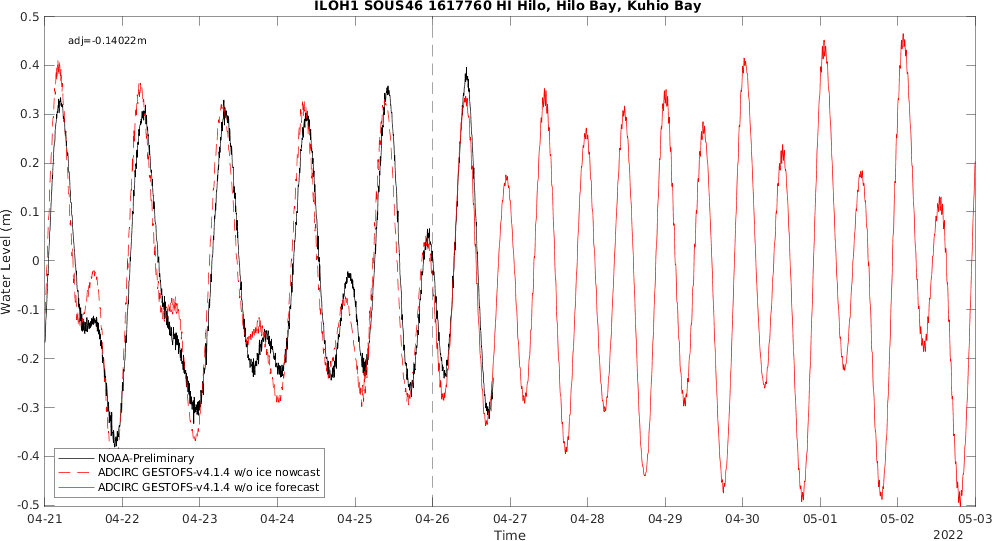 ILOH1 SOUS46 1617760 HI Hilo, Hilo Bay, Kuhio Bay
adj=-0.14022m
0.5
0.4
0.3
0.2
0.1
0
-0.1
-0.2
-0.3
-0.4
-0.5
Water Level (m)
NOAA-Preliminary
ADCIRC GESTOFS-v4.1.4 w/o ice nowcast
ADCIRC GESTOFS-v4.1.4 w/o ice forecast
04-21 04-22 04-23 04-24 04-25 04-26 04-27 04-28 04-29 04-30 05-01 05-02 05-03
Time
2022